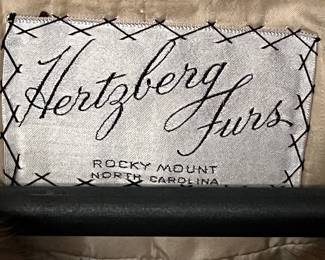 Hertzberg
Furs
ROCKY MOUNT
NORTH CAROLINA